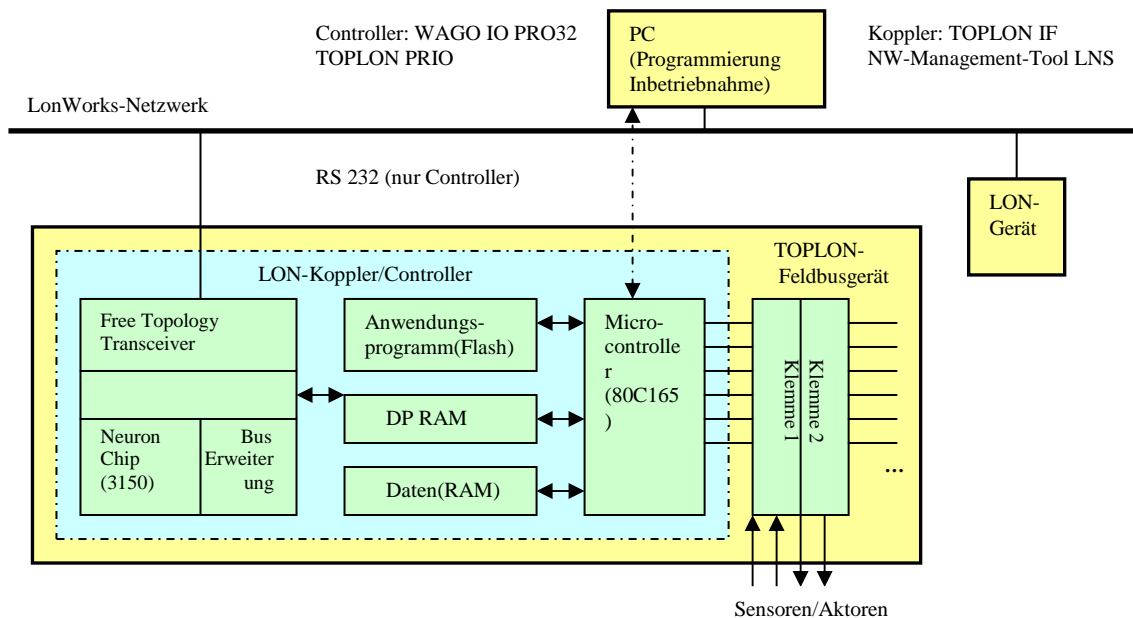 Controller: WAGO IO PRO32
TOPLON PRIO
PC
(Programmierung
Inbetriebnahme)
Koppler: TOPLON IF
NW-Management-Tool LNS
LonWorks-Netzwerk
RS 232 (nur Controller)
LON-
Gerät
TOPLON-
Feldbusgerät
LON-Koppler/Controller
Free Topology
Transceiver
Anwendungs-
programm(Flash)
Micro-
controlle
r
(80C165
)
Klemme 1
Klemme 2
DP RAM
Neuron
Chip
(3150)
Bus
Erweiter
ung
Daten(RAM)
...
Sensoren/Aktoren